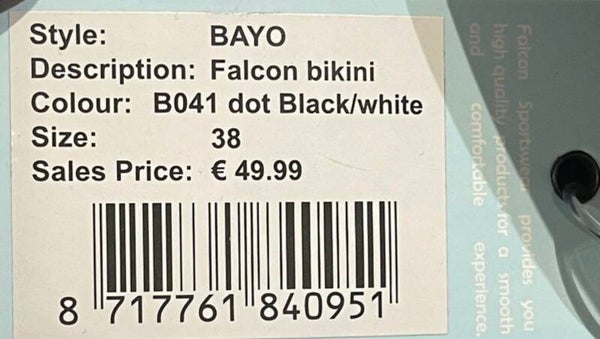 Style: BAYO
Description: Falcon bikini
Colour: B041 dot Black/white
Size: 38
Sales Price: € 49.99
8 717761 840951
Falcon Sportswear provides you
high quality products for a smooth
and comfortable experience.